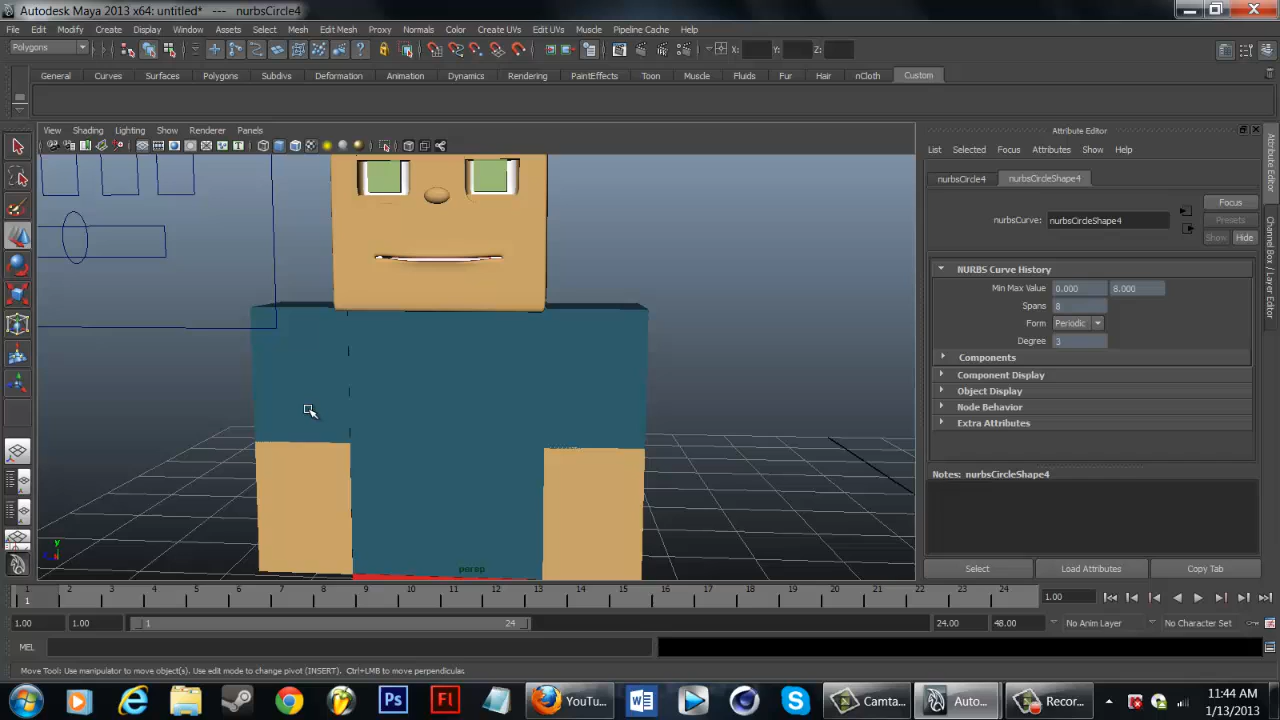 Autodesk Maya 2013 x64: untitled* --- nurbsCircle4
File Edit Modify Create Display Window Assets Select Mesh Edit Mesh Proxy Normals Color Create UVs Edit UVs Muscle Pipeline Cache Help
Polygons X: Y: Z:
General Curves Surfaces Polygons Subdivs Deformation Animation Dynamics Rendering PaintEffects Toon Muscle Fluids Fur Hair nCloth Custom
View Shading Lighting Show Renderer Panels
Attribute Editor
List Selected Focus Attributes Show Help
nurbsCircle4 nurbsCircleShape4
Focus
nurbsCurve: nurbsCircleShape4
Presets
Show Hide
NURBS Curve History
Min Max Value 0.000 8.000
Spans 8
Form Periodic
Degree 3
Components
Component Display
Object Display
Node Behavior
Extra Attributes
Notes: nurbsCircleShape4
Select Load Attributes Copy Tab
Attribute Editor
Channel Box / Layer Editor
y
persp
1 2 3 4 5 6 7 8 9 10 11 12 13 14 15 16 17 18 19 20 21 22 23 24
1 1.00
1.00 1.00 1 24 24.00 48.00 No Anim Layer No Character Set
MEL
Move Tool: Use manipulator to move object(s). Use edit mode to change pivot (INSERT). Ctrl+LMB to move perpendicular.
YouTu... Camta... Auto... Recor...
11:44 AM
1/13/2013